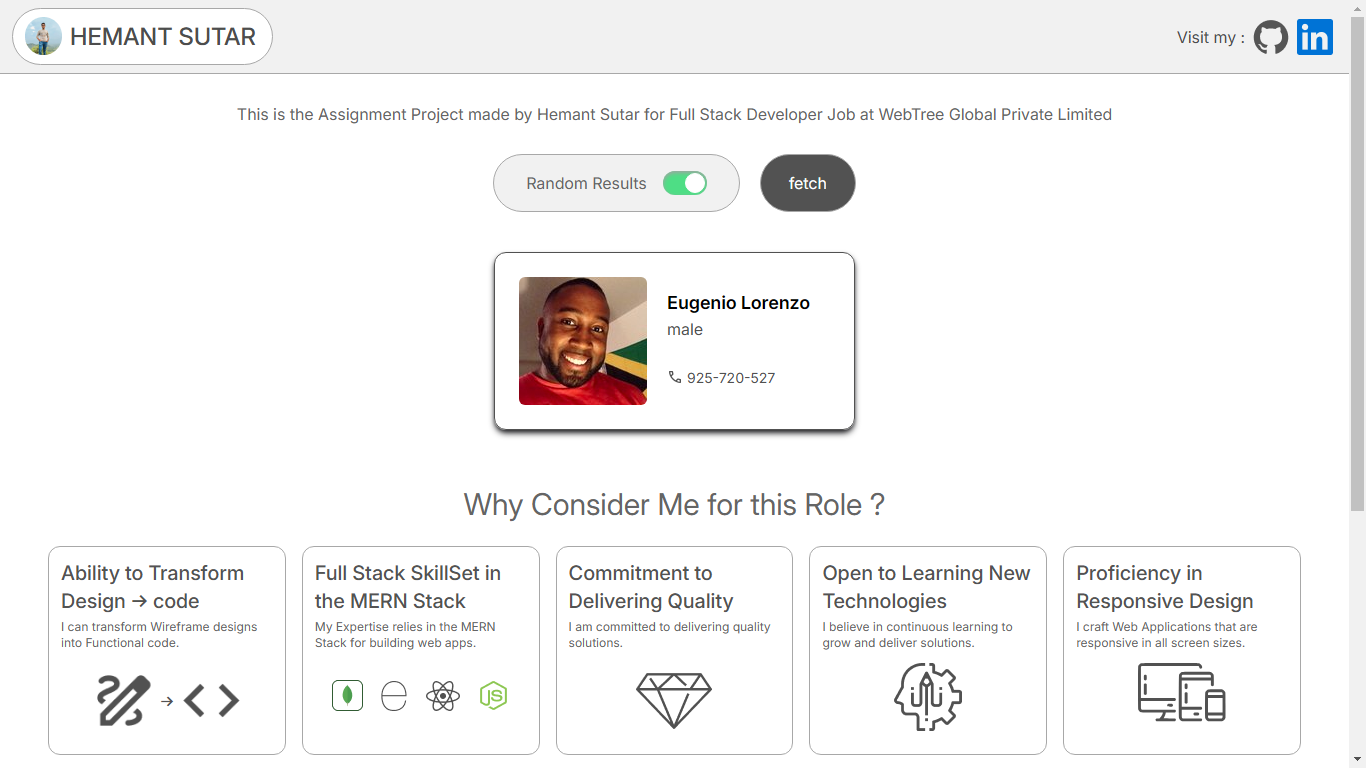 HEMANT SUTAR
Visit my :
in
This is the Assignment Project made by Hemant Sutar for Full Stack Developer Job at WebTree Global Private Limited
Random Results
fetch
Eugenio Lorenzo
male
925-720-527
Why Consider Me for this Role ?
Ability to Transform
Design → code
I can transform Wireframe designs
into Functional code.
→ < >
Full Stack SkillSet in
the MERN Stack
My Expertise relies in the MERN
Stack for building web apps.
JS
Commitment to
Delivering Quality
I am committed to delivering quality
solutions.
Open to Learning New
Technologies
I believe in continuous learning to
grow and deliver solutions.
Proficiency in
Responsive Design
I craft Web Applications that are
responsive in all screen sizes.